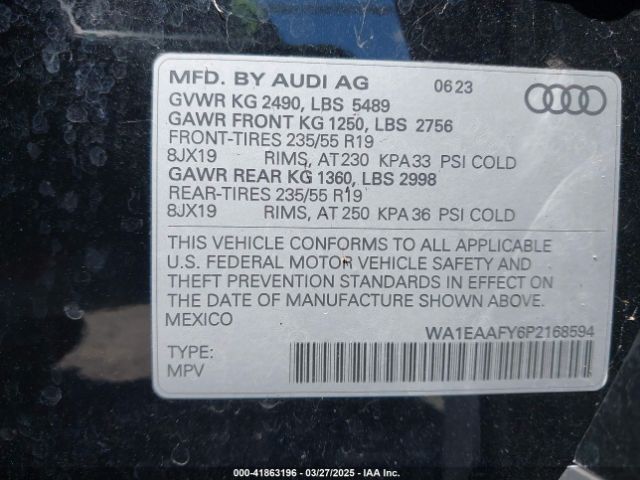 MFD. BY AUDI AG 0623
GVWR KG 2490, LBS 5489
GAWR FRONT KG 1250, LBS 2756
FRONT-TIRES 235/55 R19
8JX19 RIMS, AT 230 KPA 33 PSI COLD
GAWR REAR KG 1360, LBS 2998
REAR-TIRES 235/55 R19
8JX19 RIMS, AT 250 KPA 36 PSI COLD
THIS VEHICLE CONFORMS TO ALL APPLICABLE
U.S. FEDERAL MOTOR VEHICLE SAFETY AND
THEFT PREVENTION STANDARDS IN EFFECT ON
THE DATE OF MANUFACTURE SHOWN ABOVE.
MEXICO
WA1EAAFY6P2168594
TYPE:
MPV
000-41863196 - 03/27/2025 - IAA Inc.